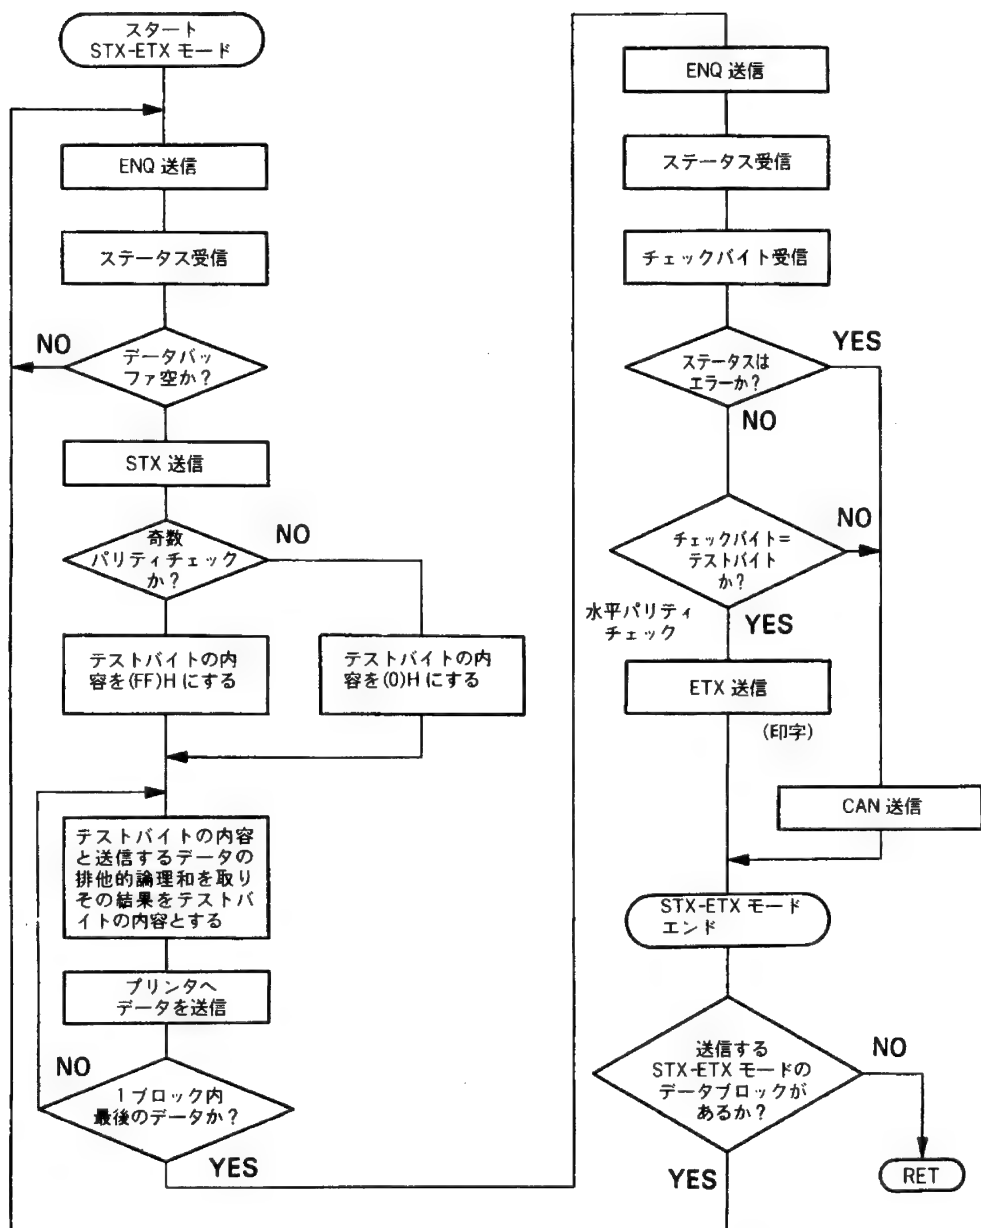 スタート
STX-ETX モード
ENQ 送信
ステータス受信
NO
データバッ
ファ空か?
STX 送信
奇数
パリティチェック
か?
NO
テストバイトの内
容を(FF)H にする
テストバイトの内
容を(0)H にする
テストバイトの内容
と送信するデータの
排他的論理和を取り
その結果をテストバ
イトの内容とする
プリンタへ
データを送信
NO
1ブロック内
最後のデータか?
YES
ENQ 送信
ステータス受信
チェックバイト受信
ステータスは
エラーか?
YES
NO
チェックバイト=
テストバイト
か?
NO
水平パリティ
チェック
YES
ETX 送信
(印字)
CAN 送信
STX-ETX モード
エンド
送信する
STX-ETX モードの
データブロックが
あるか?
NO
YES
RET